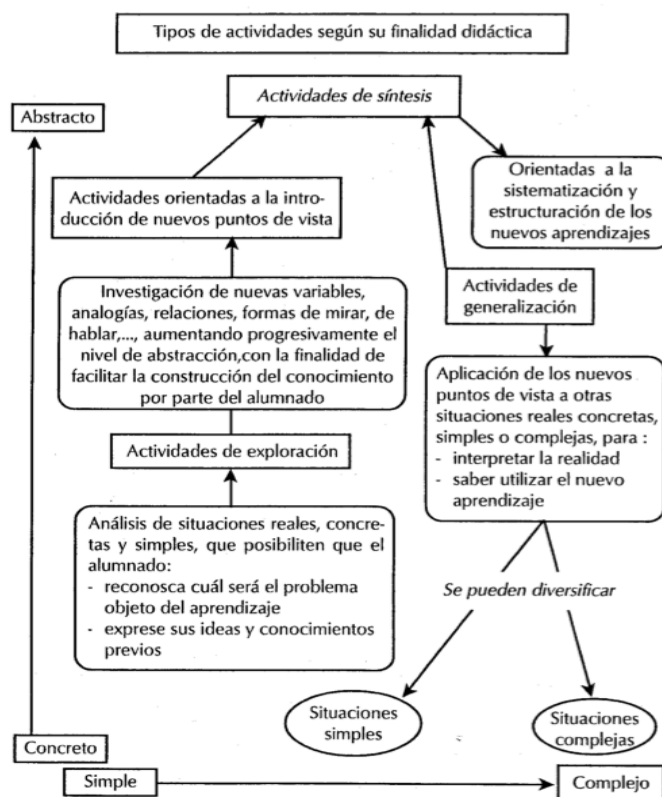 Tipos de actividades según su finalidad didáctica
Actividades de síntesis
Abstracto
Orientadas a la
sistematización y
estructuración de los
nuevos aprendizajes
Actividades orientadas a la intro-
ducción de nuevos puntos de vista
Actividades de
generalización
Investigación de nuevas variables,
analogías, relaciones, formas de mirar, de
hablar,..., aumentando progresivamente el
nivel de abstracción,con la finalidad de
facilitar la construcción del conocimiento
por parte del alumnado
Aplicación de los nuevos
puntos de vista a otras
situaciones reales concretas,
simples o complejas, para :
- interpretar la realidad
- saber utilizar el nuevo
aprendizaje
Actividades de exploración
Análisis de situaciones reales, concre-
tas y simples, que posibiliten que el
alumnado:
- reconosca cuál será el problema
objeto del aprendizaje
- exprese sus ideas y conocimientos
previos
Se pueden diversificar
Situaciones
simples
Situaciones
complejas
Concreto
Simple
Complejo